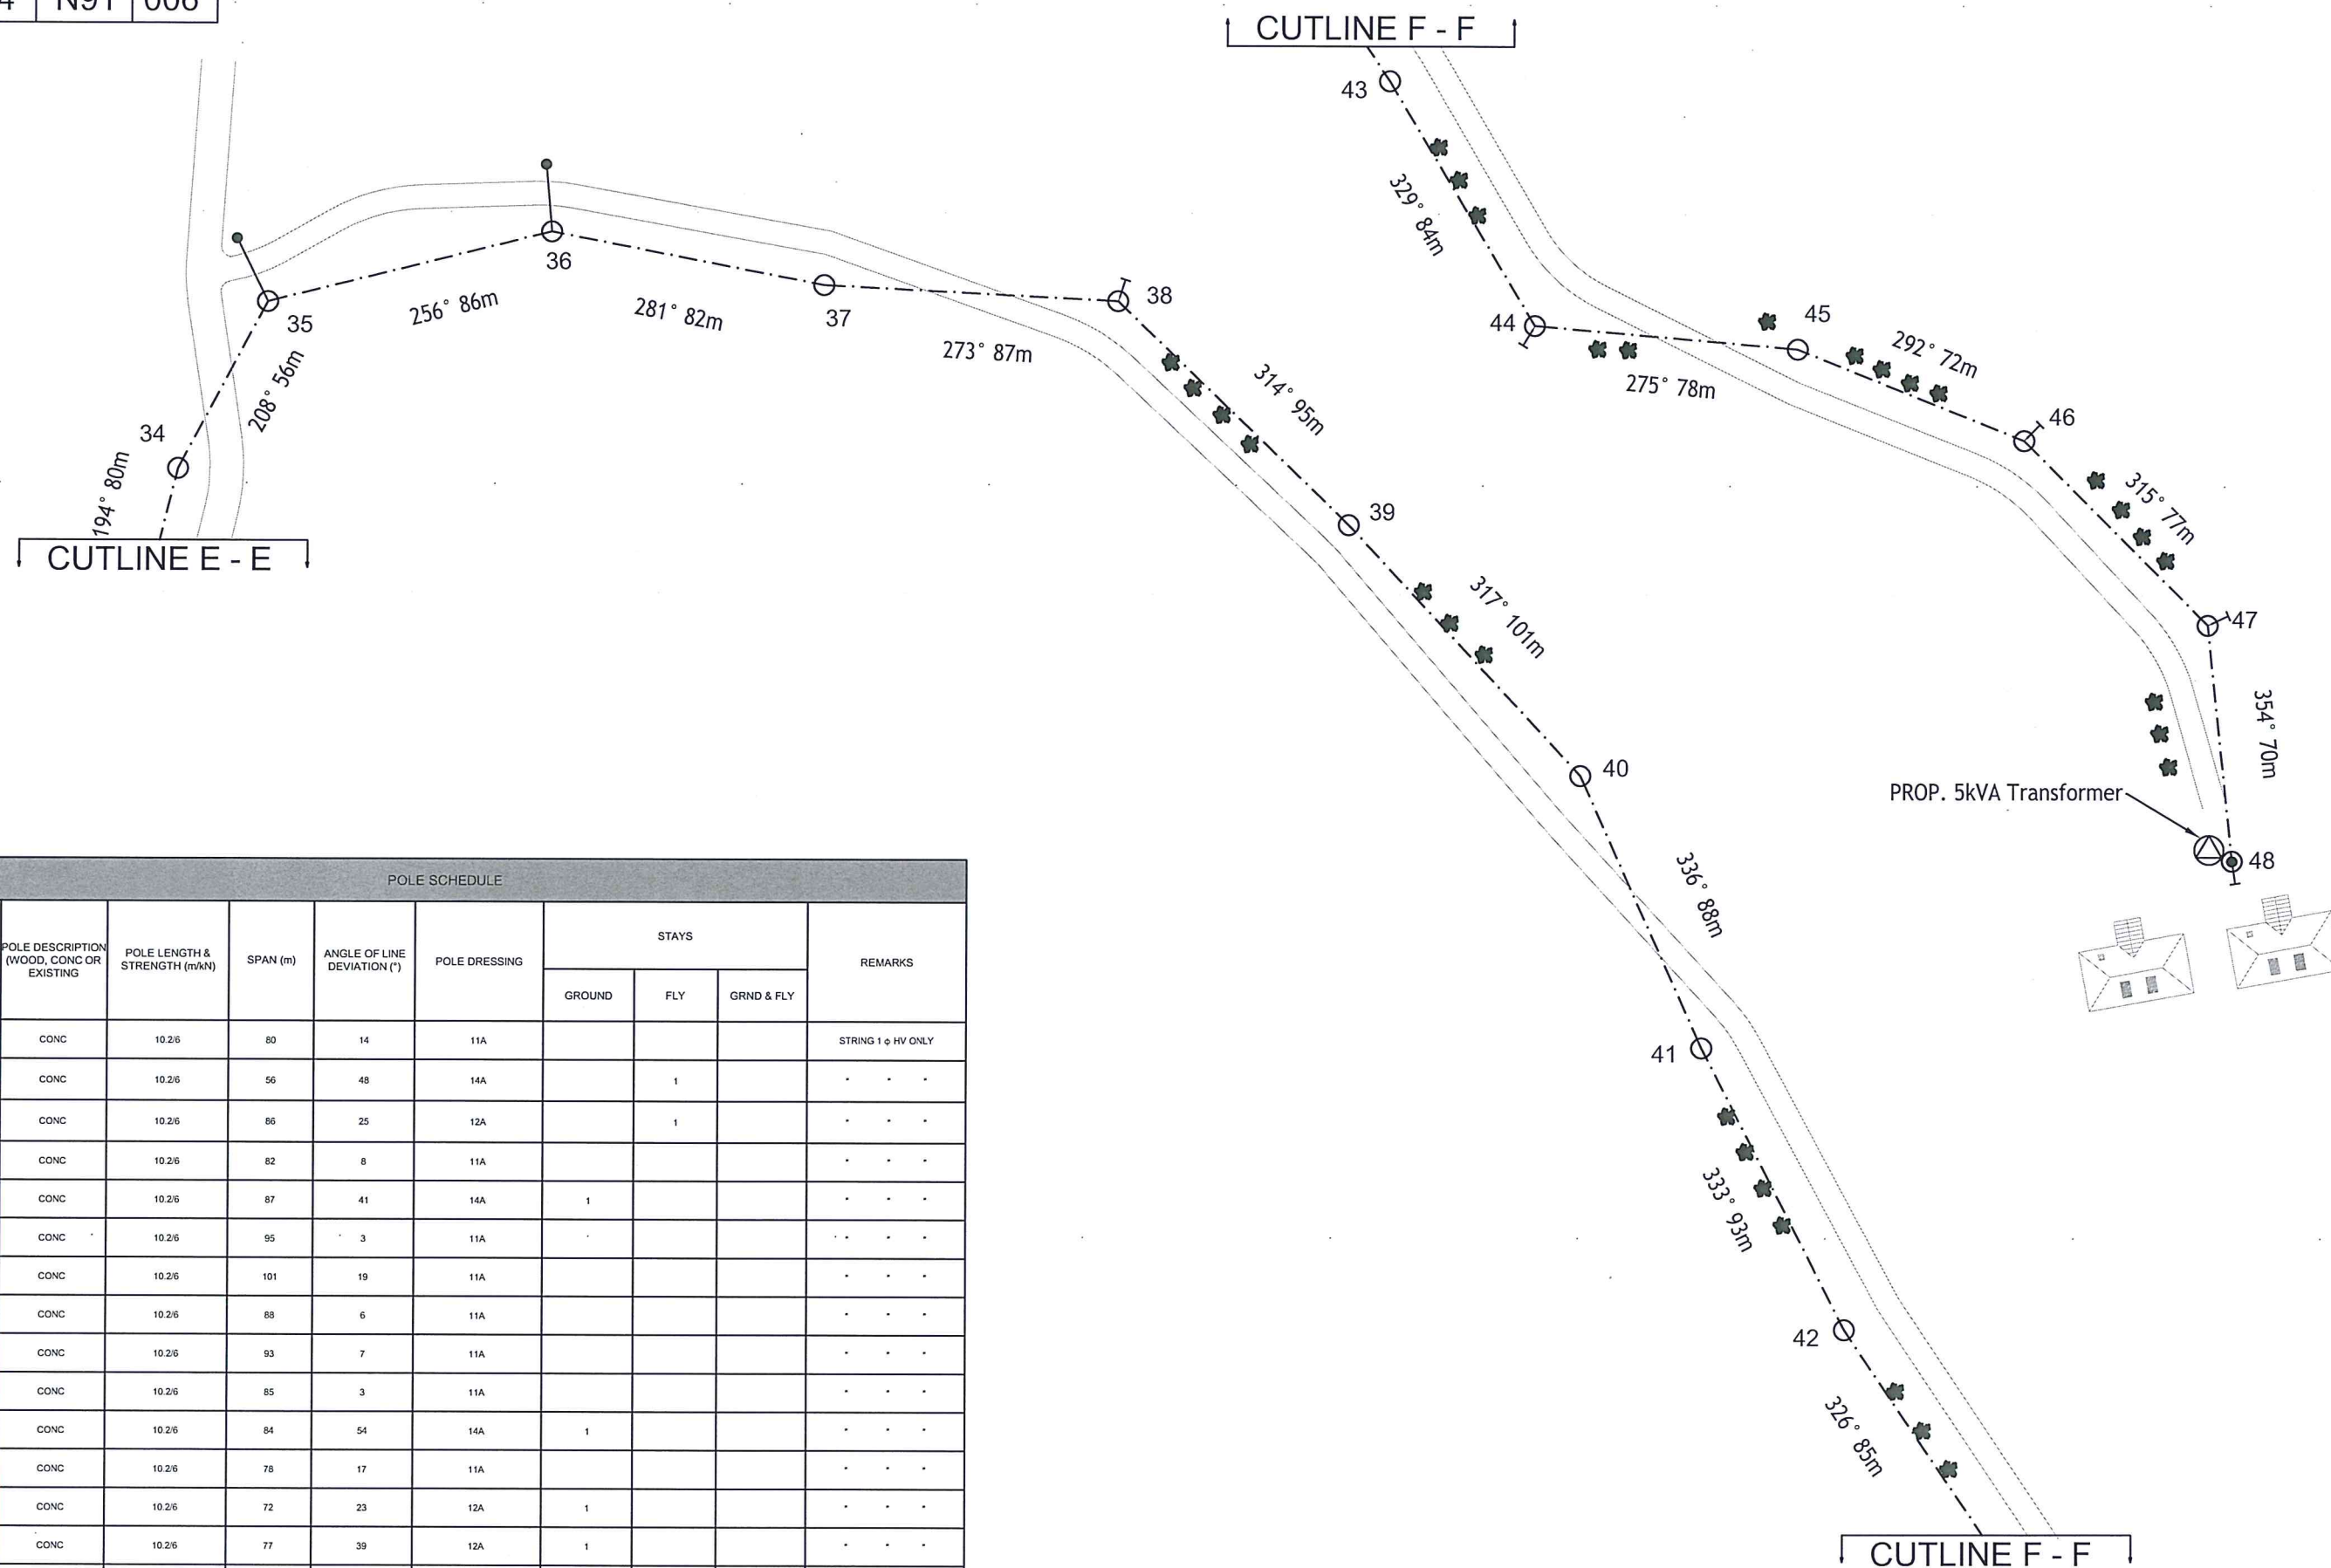 N91 006
CUTLINE F - F
43
329° 84m
44
45
275° 78m
292° 72m
46
315° 77m
47
354° 70m
PROP. 5kVA Transformer
48
36
35
256° 86m
281° 82m
37
38
273° 87m
208° 56m
34
194° 80m
CUTLINE E - E
314° 95m
39
317° 101m
40
336° 88m
41
333° 93m
42
326° 85m
CUTLINE F - F
POLE SCHEDULE
POLE DESCRIPTION (WOOD, CONC OR EXISTING
POLE LENGTH & STRENGTH (m/kN)
SPAN (m)
ANGLE OF LINE DEVIATION (°)
POLE DRESSING
STAYS
GROUND FLY GRND & FLY
REMARKS
CONC 10.2/6 80 14 11A STRING 1 ϕ HV ONLY
CONC 10.2/6 56 48 14A 1 " " "
CONC 10.2/6 86 25 12A 1 " " "
CONC 10.2/6 82 8 11A " " "
CONC 10.2/6 87 41 14A 1 " " "
CONC 10.2/6 95 3 11A " " "
CONC 10.2/6 101 19 11A " " "
CONC 10.2/6 88 6 11A " " "
CONC 10.2/6 93 7 11A " " "
CONC 10.2/6 85 3 11A " " "
CONC 10.2/6 84 54 14A 1 " " "
CONC 10.2/6 78 17 11A " " "
CONC 10.2/6 72 23 12A 1 " " "
CONC 10.2/6 77 39 12A 1 " " "